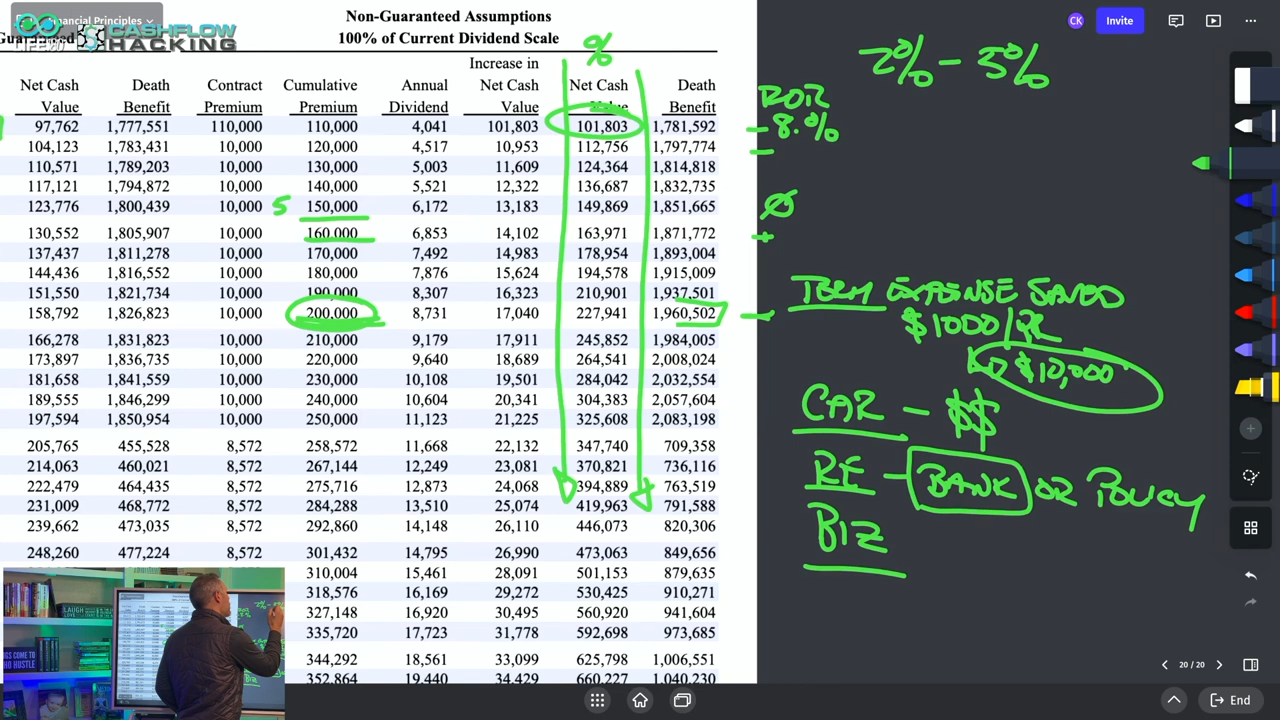 Financial Principles
CASHFLOW
HACKING
CK
Invite
Non-Guaranteed Assumptions
100% of Current Dividend Scale
Net Cash Value Death Benefit Contract Premium Cumulative Premium Annual Dividend Increase in Net Cash Value Net Cash Value Death Benefit
97,762 1,777,551 110,000 110,000 4,041 101,803 101,803 1,781,592
104,123 1,783,431 10,000 120,000 4,517 10,953 112,756 1,797,774
110,571 1,789,203 10,000 130,000 5,003 11,609 124,364 1,814,818
117,121 1,794,872 10,000 140,000 5,521 12,322 136,687 1,832,735
123,776 1,800,439 10,000 5 150,000 6,172 13,183 149,869 1,851,665
130,552 1,805,907 10,000 160,000 6,853 14,102 163,971 1,871,772
137,437 1,811,278 10,000 170,000 7,492 14,983 178,954 1,893,004
144,436 1,816,552 10,000 180,000 7,876 15,624 194,578 1,915,009
151,550 1,821,734 10,000 190,000 8,307 16,323 210,901 1,937,501
158,792 1,826,823 10,000 200,000 8,731 17,040 227,941 1,960,502
166,278 1,831,823 10,000 210,000 9,179 17,911 245,852 1,984,005
173,897 1,836,735 10,000 220,000 9,640 18,689 264,541 2,008,024
181,658 1,841,559 10,000 230,000 10,108 19,501 284,042 2,032,554
189,555 1,846,299 10,000 240,000 10,604 20,341 304,383 2,057,604
197,594 1,850,954 10,000 250,000 11,123 21,225 325,608 2,083,198
205,765 455,528 8,572 258,572 11,668 22,132 347,740 709,358
214,063 460,021 8,572 267,144 12,249 23,081 370,821 736,116
222,479 464,435 8,572 275,716 12,873 24,068 394,889 763,519
231,009 468,772 8,572 284,288 13,510 25,074 419,963 791,588
239,662 473,035 8,572 292,860 14,148 26,110 446,073 820,306
248,260 477,224 8,572 301,432 14,795 26,990 473,063 849,656
310,004 15,461 28,091 501,153 879,635
318,576 16,169 29,272 530,425 910,271
327,148 16,920 30,495 560,920 941,604
335,720 17,723 31,778 592,698 973,685
344,292 18,561 33,099 625,798 1,006,551
352,864 19,440 34,429 660,227 1,040,230
%
2% - 5%
ROR
- 8.%
-
Ø
+
TERM EXPENSE SAVED
$1000/YR
$10,000
CAR - $$
RE - BANK OR POLICY
BIZ
20 / 20
End